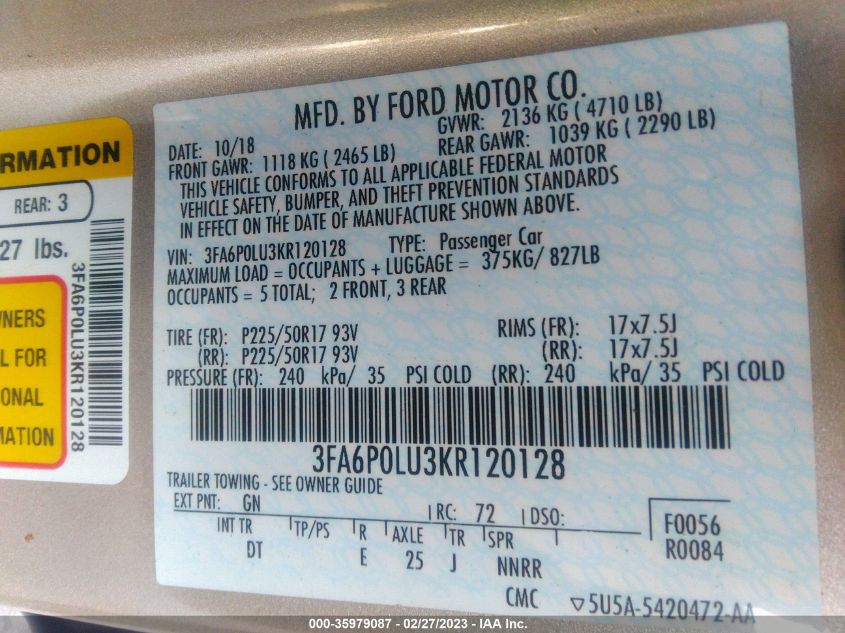 RMATION
REAR: 3
27 lbs.
3FA6P0LU3KR120128
WNERS
L FOR
ONAL
MATION
MFD. BY FORD MOTOR CO.
DATE: 10/18 GVWR: 2136 KG ( 4710 LB)
FRONT GAWR: 1118 KG ( 2465 LB) REAR GAWR: 1039 KG ( 2290 LB)
THIS VEHICLE CONFORMS TO ALL APPLICABLE FEDERAL MOTOR
VEHICLE SAFETY, BUMPER, AND THEFT PREVENTION STANDARDS
IN EFFECT ON THE DATE OF MANUFACTURE SHOWN ABOVE.
VIN: 3FA6P0LU3KR120128 TYPE: Passenger Car
MAXIMUM LOAD = OCCUPANTS + LUGGAGE = 375KG/ 827LB
OCCUPANTS = 5 TOTAL; 2 FRONT, 3 REAR
TIRE (FR): P225/50R17 93V RIMS (FR): 17x7.5J
(RR): P225/50R17 93V (RR): 17x7.5J
PRESSURE (FR): 240 kPa/ 35 PSI COLD (RR): 240 kPa/ 35 PSI COLD
3FA6P0LU3KR120128
TRAILER TOWING - SEE OWNER GUIDE
EXT PNT: GN RC: 72 DSO: F0056
INT TR TP/PS R AXLE TR SPR R0084
DT E 25 J NNRR
CMC ▽5U5A-5420472-AA
000-35979087 - 02/27/2023 - IAA Inc.